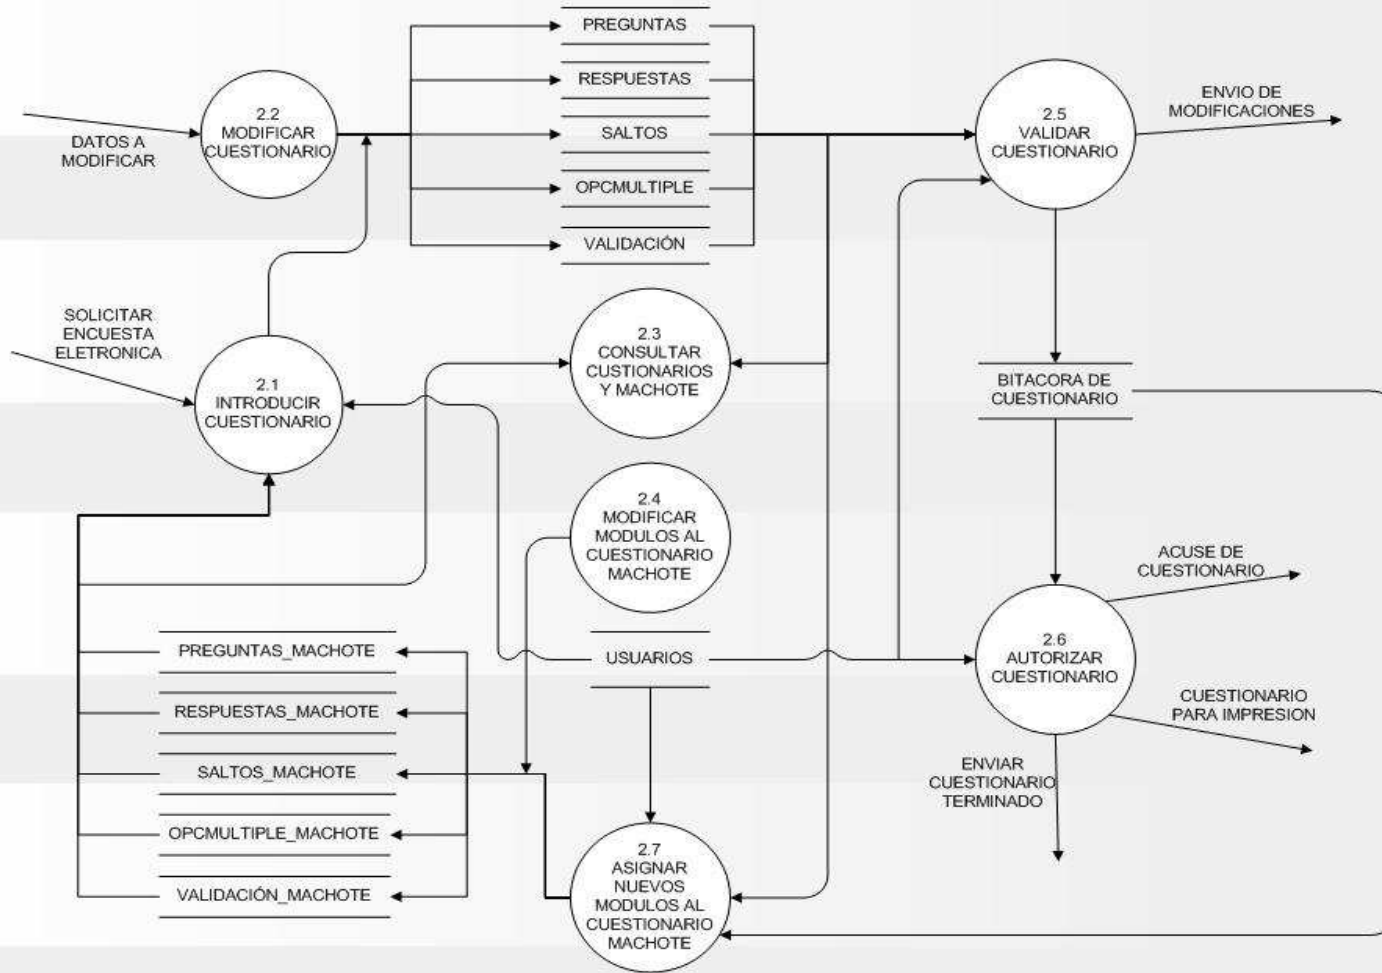 PREGUNTAS
RESPUESTAS
SALTOS
OPCMULTIPLE
VALIDACIÓN
2.2
MODIFICAR
CUESTIONARIO
DATOS A
MODIFICAR
2.5
VALIDAR
CUESTIONARIO
ENVIO DE
MODIFICACIONES
SOLICITAR
ENCUESTA
ELETRONICA
2.1
INTRODUCIR
CUESTIONARIO
2.3
CONSULTAR
CUSTIONARIOS
Y MACHOTE
BITACORA DE
CUESTIONARIO
2.4
MODIFICAR
MODULOS AL
CUESTIONARIO
MACHOTE
ACUSE DE
CUESTIONARIO
USUARIOS
2.6
AUTORIZAR
CUESTIONARIO
PREGUNTAS_MACHOTE
RESPUESTAS_MACHOTE
SALTOS_MACHOTE
OPCMULTIPLE_MACHOTE
VALIDACIÓN_MACHOTE
CUESTIONARIO
PARA IMPRESION
ENVIAR
CUESTIONARIO
TERMINADO
2.7
ASIGNAR
NUEVOS
MODULOS AL
CUESTIONARIO
MACHOTE